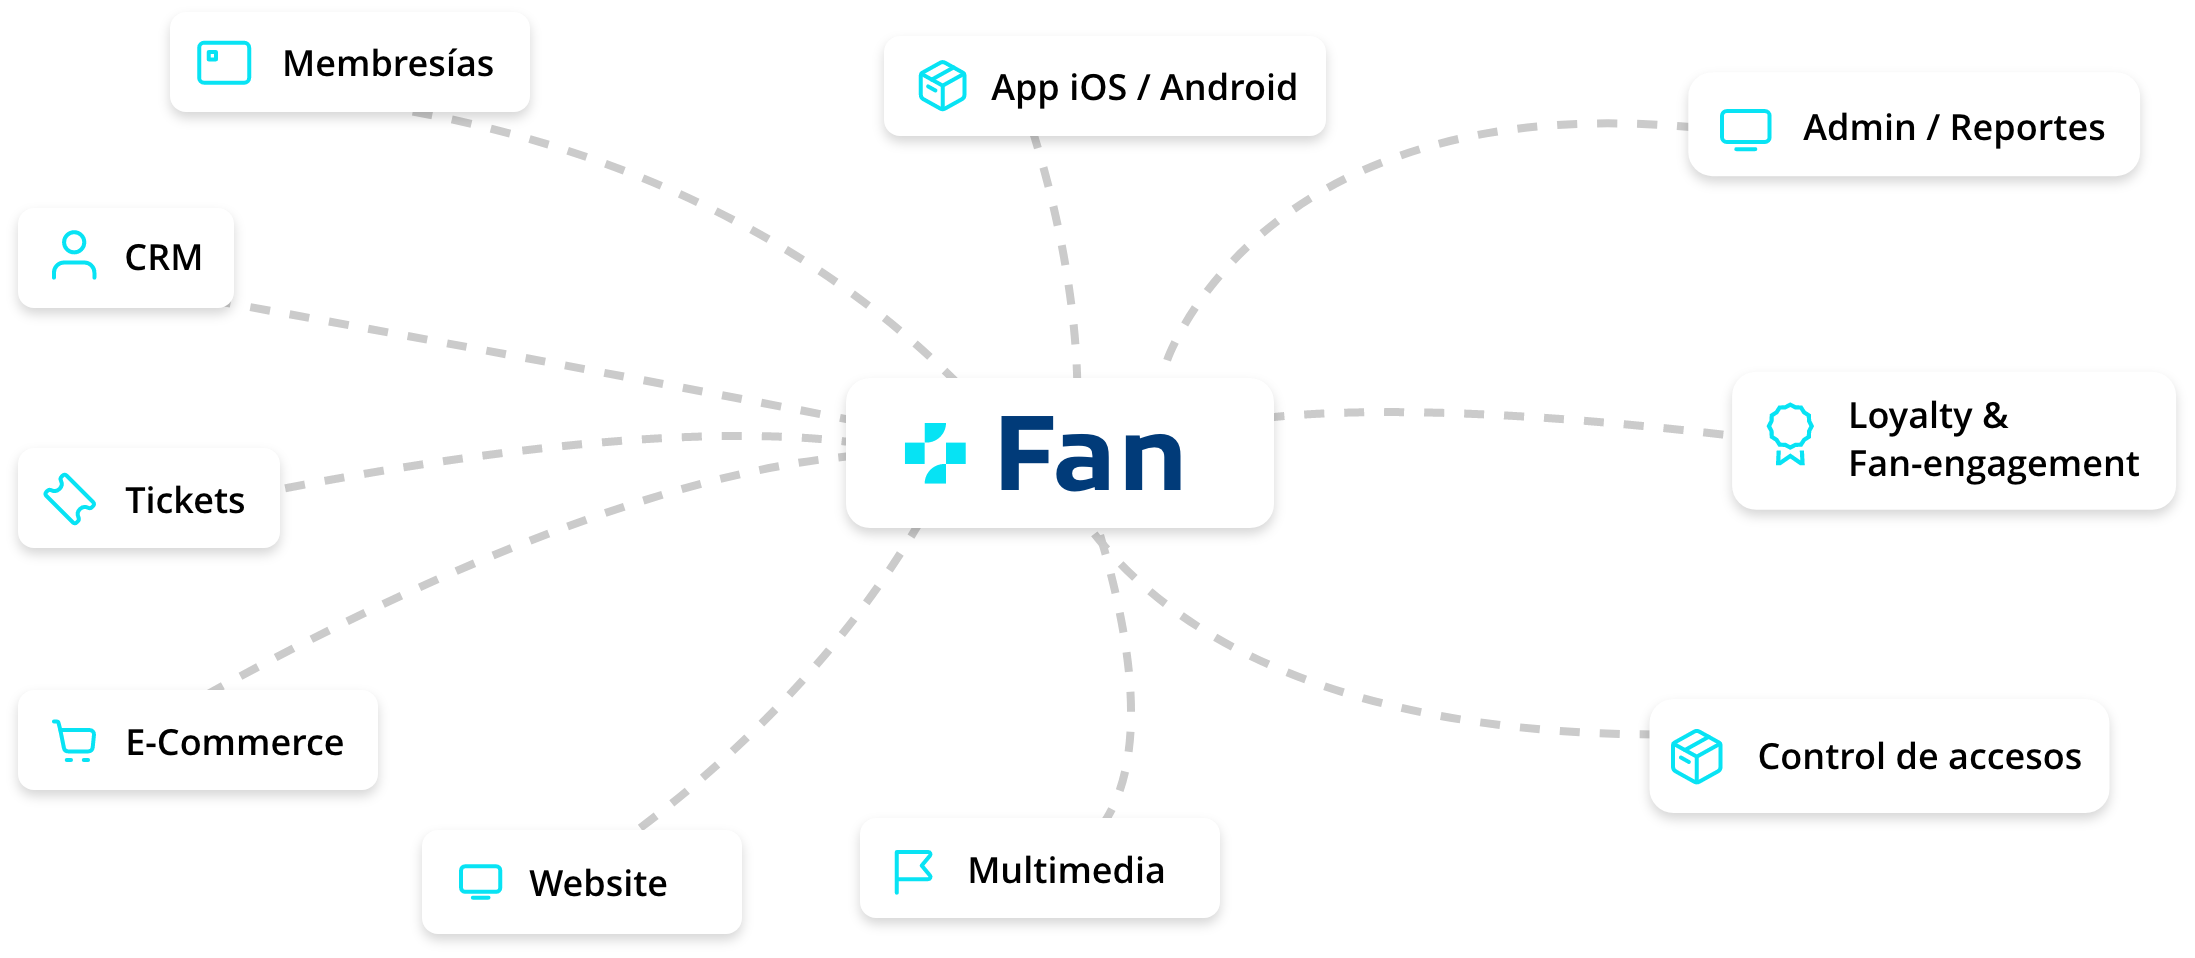 Membresías
App iOS / Android
Admin / Reportes
CRM
Fan
Loyalty &
Fan-engagement
Tickets
E-Commerce
Control de accesos
Website
Multimedia